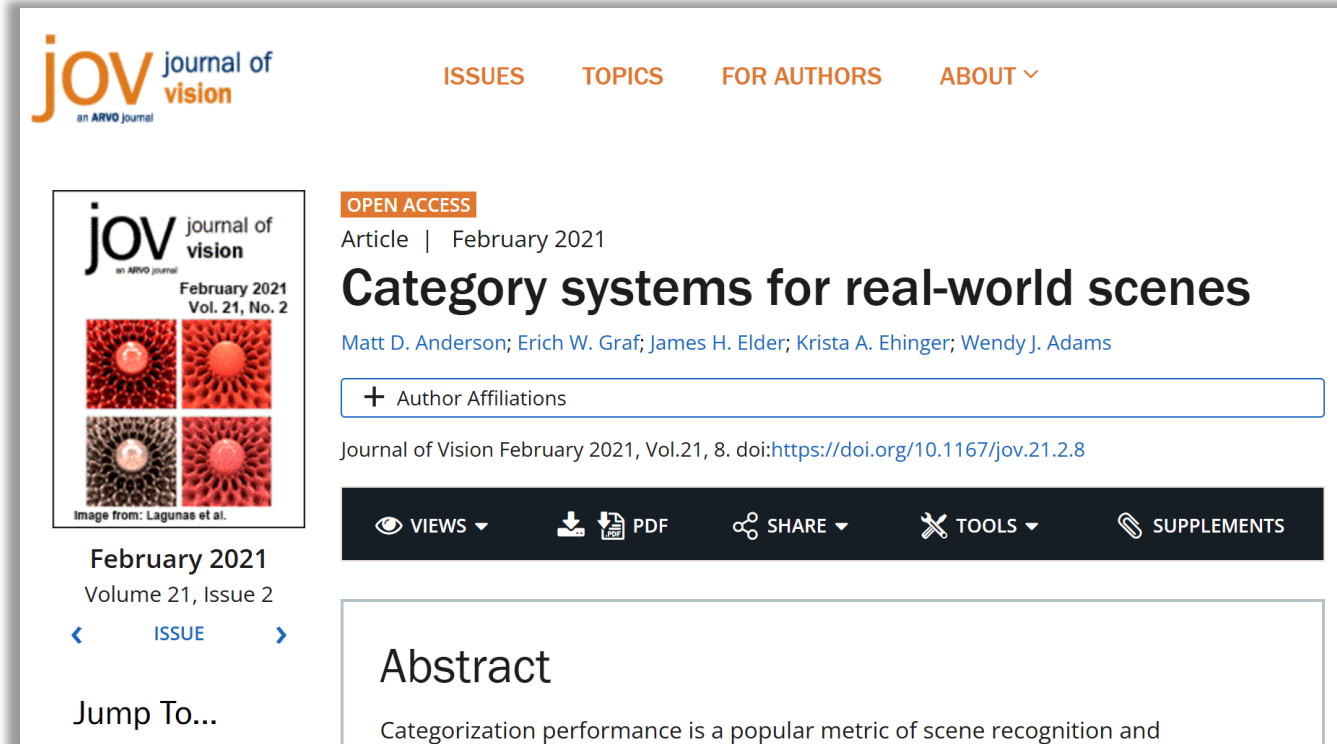 jov journal of
vision
an ARVO journal
ISSUES TOPICS FOR AUTHORS ABOUT
jov journal of
vision
an ARVO journal
February 2021
Vol. 21, No. 2
Image from: Lagunas et al.
February 2021
Volume 21, Issue 2
ISSUE
Jump To...
OPEN ACCESS
Article | February 2021
Category systems for real-world scenes
Matt D. Anderson; Erich W. Graf; James H. Elder; Krista A. Ehinger; Wendy J. Adams
+ Author Affiliations
Journal of Vision February 2021, Vol.21, 8. doi:https://doi.org/10.1167/jov.21.2.8
VIEWS PDF SHARE TOOLS SUPPLEMENTS
Abstract
Categorization performance is a popular metric of scene recognition and